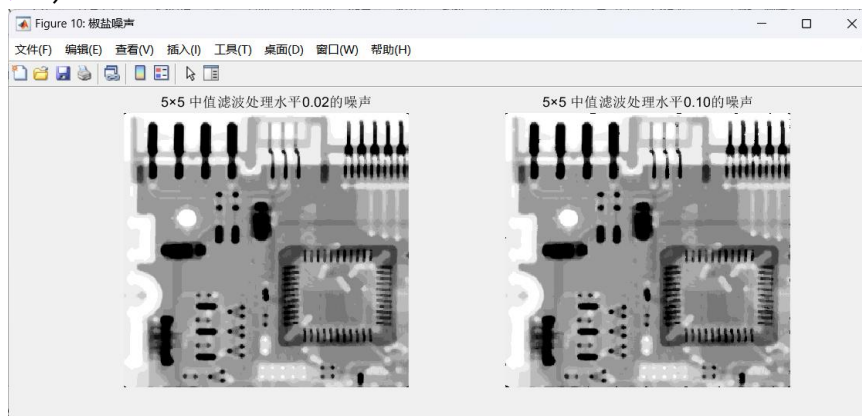 Figure 10: 椒盐噪声
文件(F) 编辑(E) 查看(V) 插入(I) 工具(T) 桌面(D) 窗口(W) 帮助(H)
5×5 中值滤波处理水平0.02的噪声
5×5 中值滤波处理水平0.10的噪声